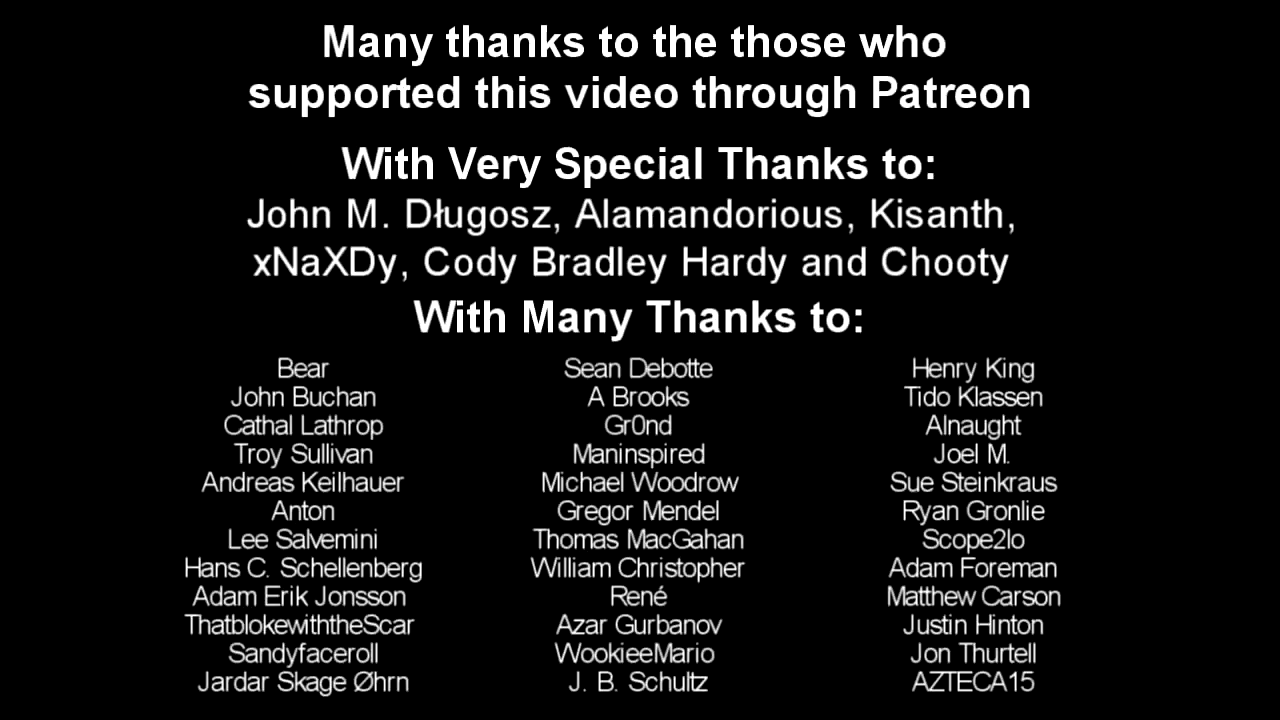 Many thanks to the those who
supported this video through Patreon
With Very Special Thanks to:
John M. Długosz, Alamandorious, Kisanth,
xNaXDy, Cody Bradley Hardy and Chooty
With Many Thanks to:
Bear
John Buchan
Cathal Lathrop
Troy Sullivan
Andreas Keilhauer
Anton
Lee Salvemini
Hans C. Schellenberg
Adam Erik Jonsson
ThatblokewiththeScar
Sandyfaceroll
Jardar Skage Øhrn
Sean Debotte
A Brooks
Gr0nd
Maninspired
Michael Woodrow
Gregor Mendel
Thomas MacGahan
William Christopher
René
Azar Gurbanov
WookieeMario
J. B. Schultz
Henry King
Tido Klassen
Alnaught
Joel M.
Sue Steinkraus
Ryan Gronlie
Scope2lo
Adam Foreman
Matthew Carson
Justin Hinton
Jon Thurtell
AZTECA15